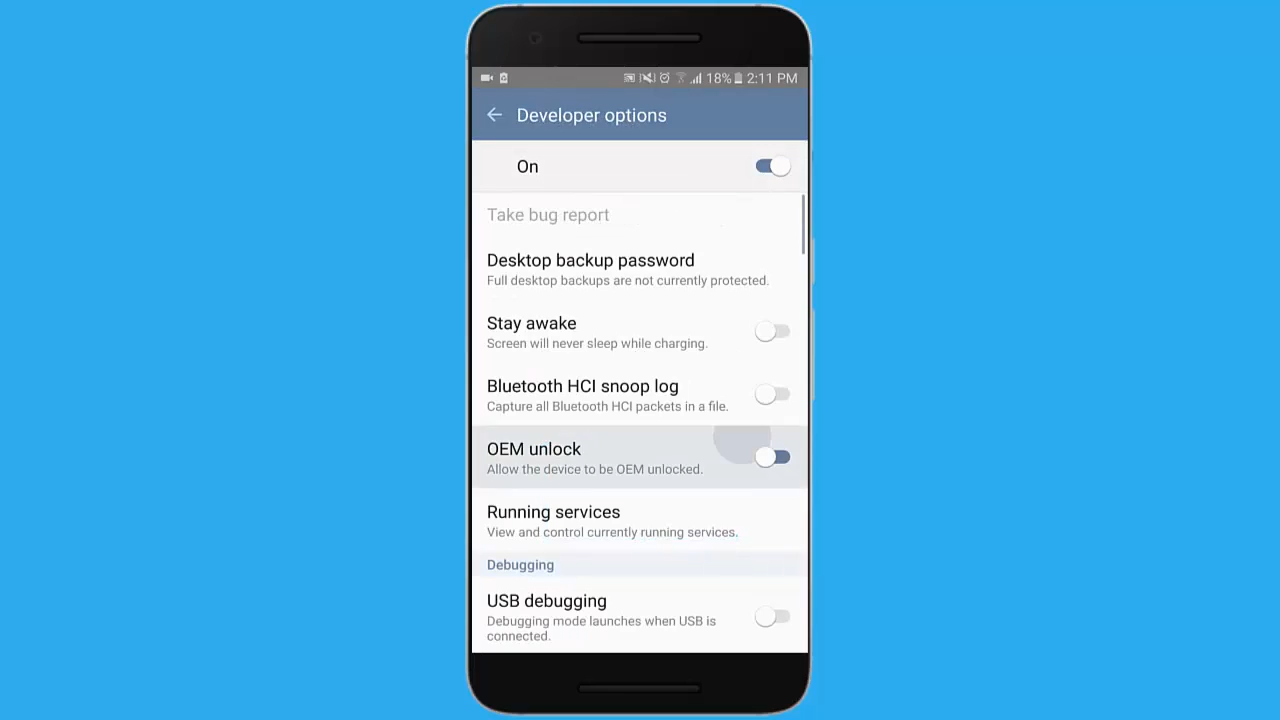 18% 2:11 PM
Developer options
On
Take bug report
Desktop backup password
Full desktop backups are not currently protected.
Stay awake
Screen will never sleep while charging.
Bluetooth HCI snoop log
Capture all Bluetooth HCI packets in a file.
OEM unlock
Allow the device to be OEM unlocked.
Running services
View and control currently running services.
Debugging
USB debugging
Debugging mode launches when USB is
connected.